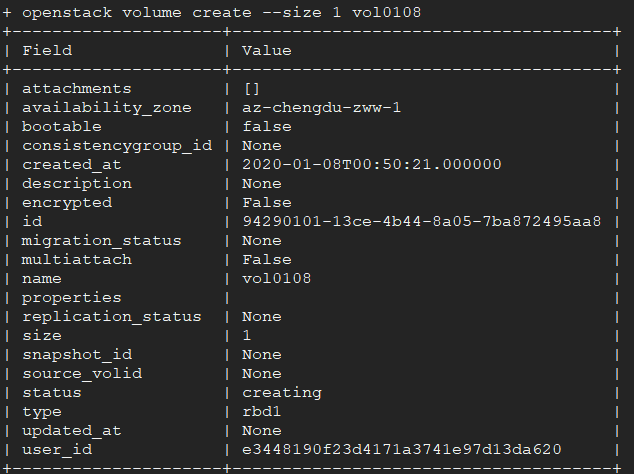 + openstack volume create --size 1 vol0108
+---------------------+--------------------------------------+
| Field | Value |
+---------------------+--------------------------------------+
| attachments | [] |
| availability_zone | az-chengdu-zww-1 |
| bootable | false |
| consistencygroup_id | None |
| created_at | 2020-01-08T00:50:21.000000 |
| description | None |
| encrypted | False |
| id | 94290101-13ce-4b44-8a05-7ba872495aa8 |
| migration_status | None |
| multiattach | False |
| name | vol0108 |
| properties | |
| replication_status | None |
| size | 1 |
| snapshot_id | None |
| source_volid | None |
| status | creating |
| type | rbd1 |
| updated_at | None |
| user_id | e3448190f23d4171a3741e97d13da620 |
+---------------------+--------------------------------------+